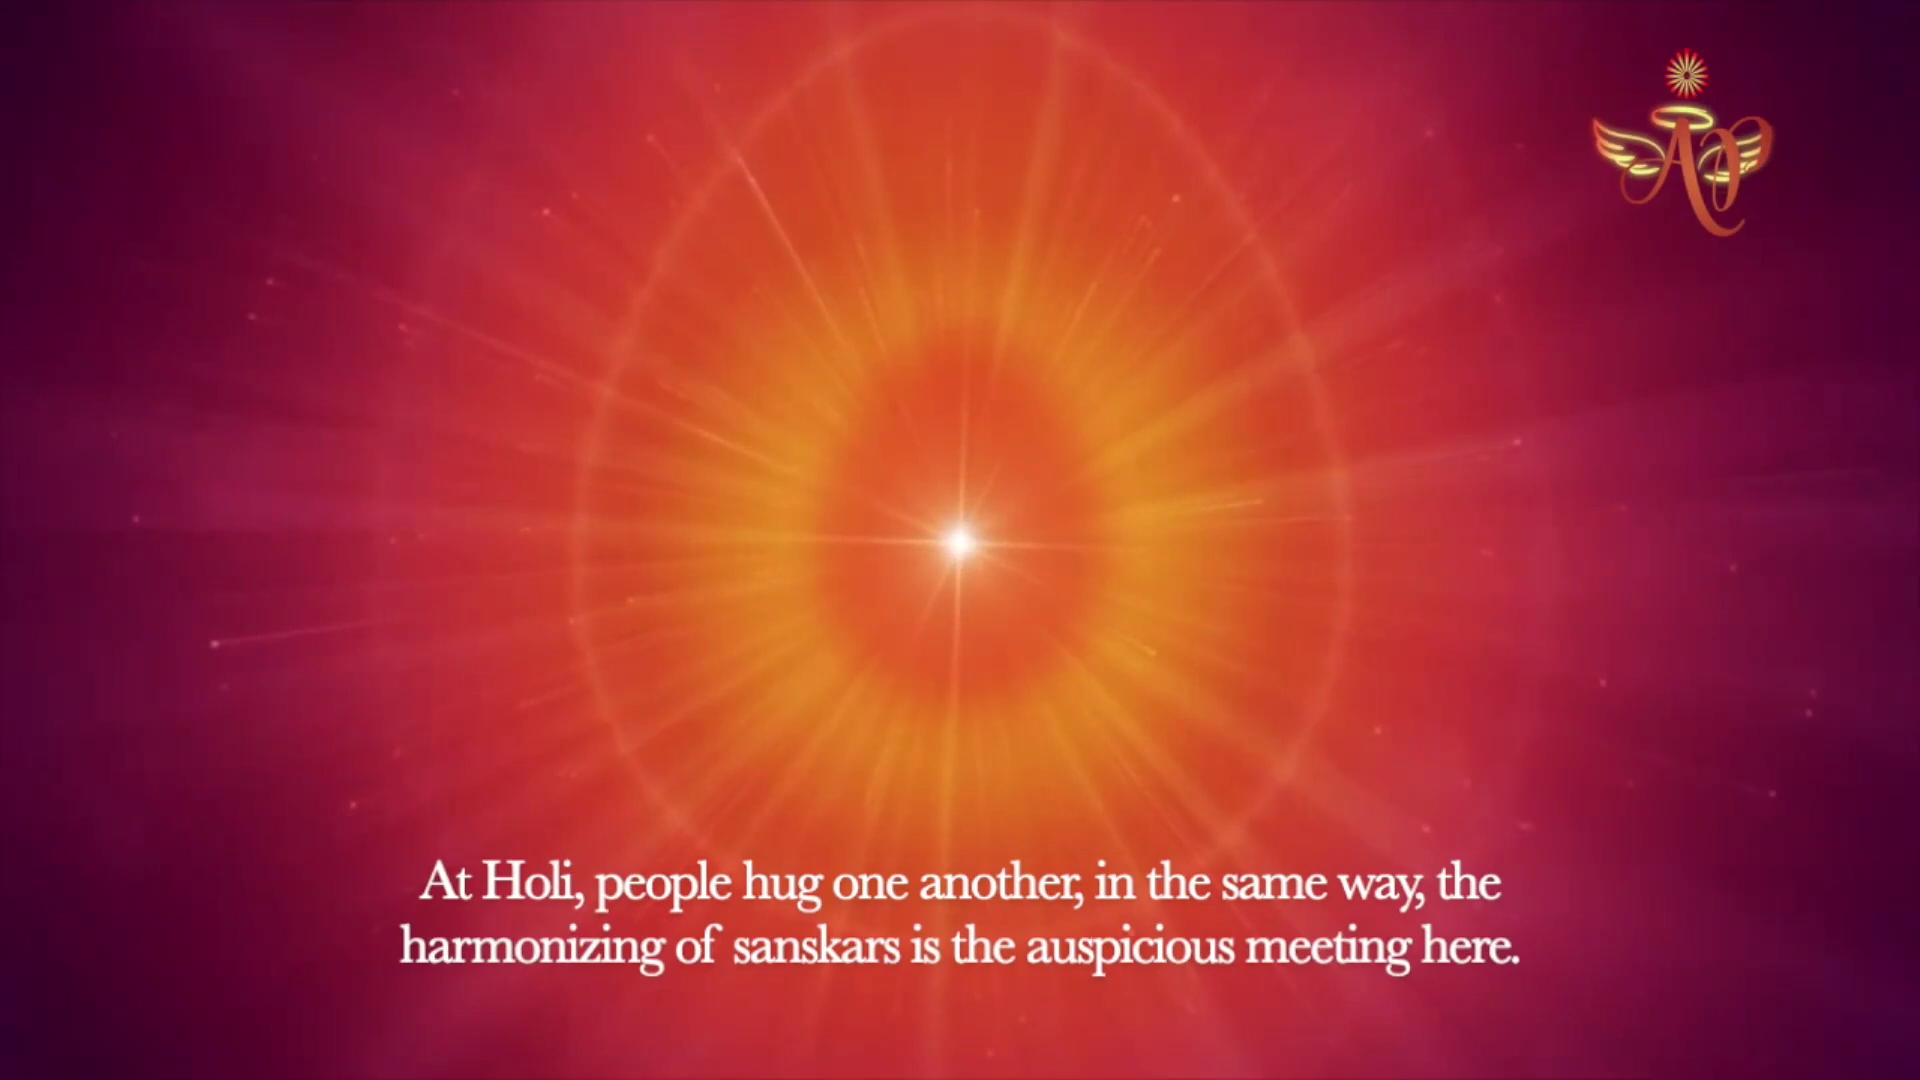 At Holi, people hug one another, in the same way, the
harmonizing of sanskars is the auspicious meeting here.